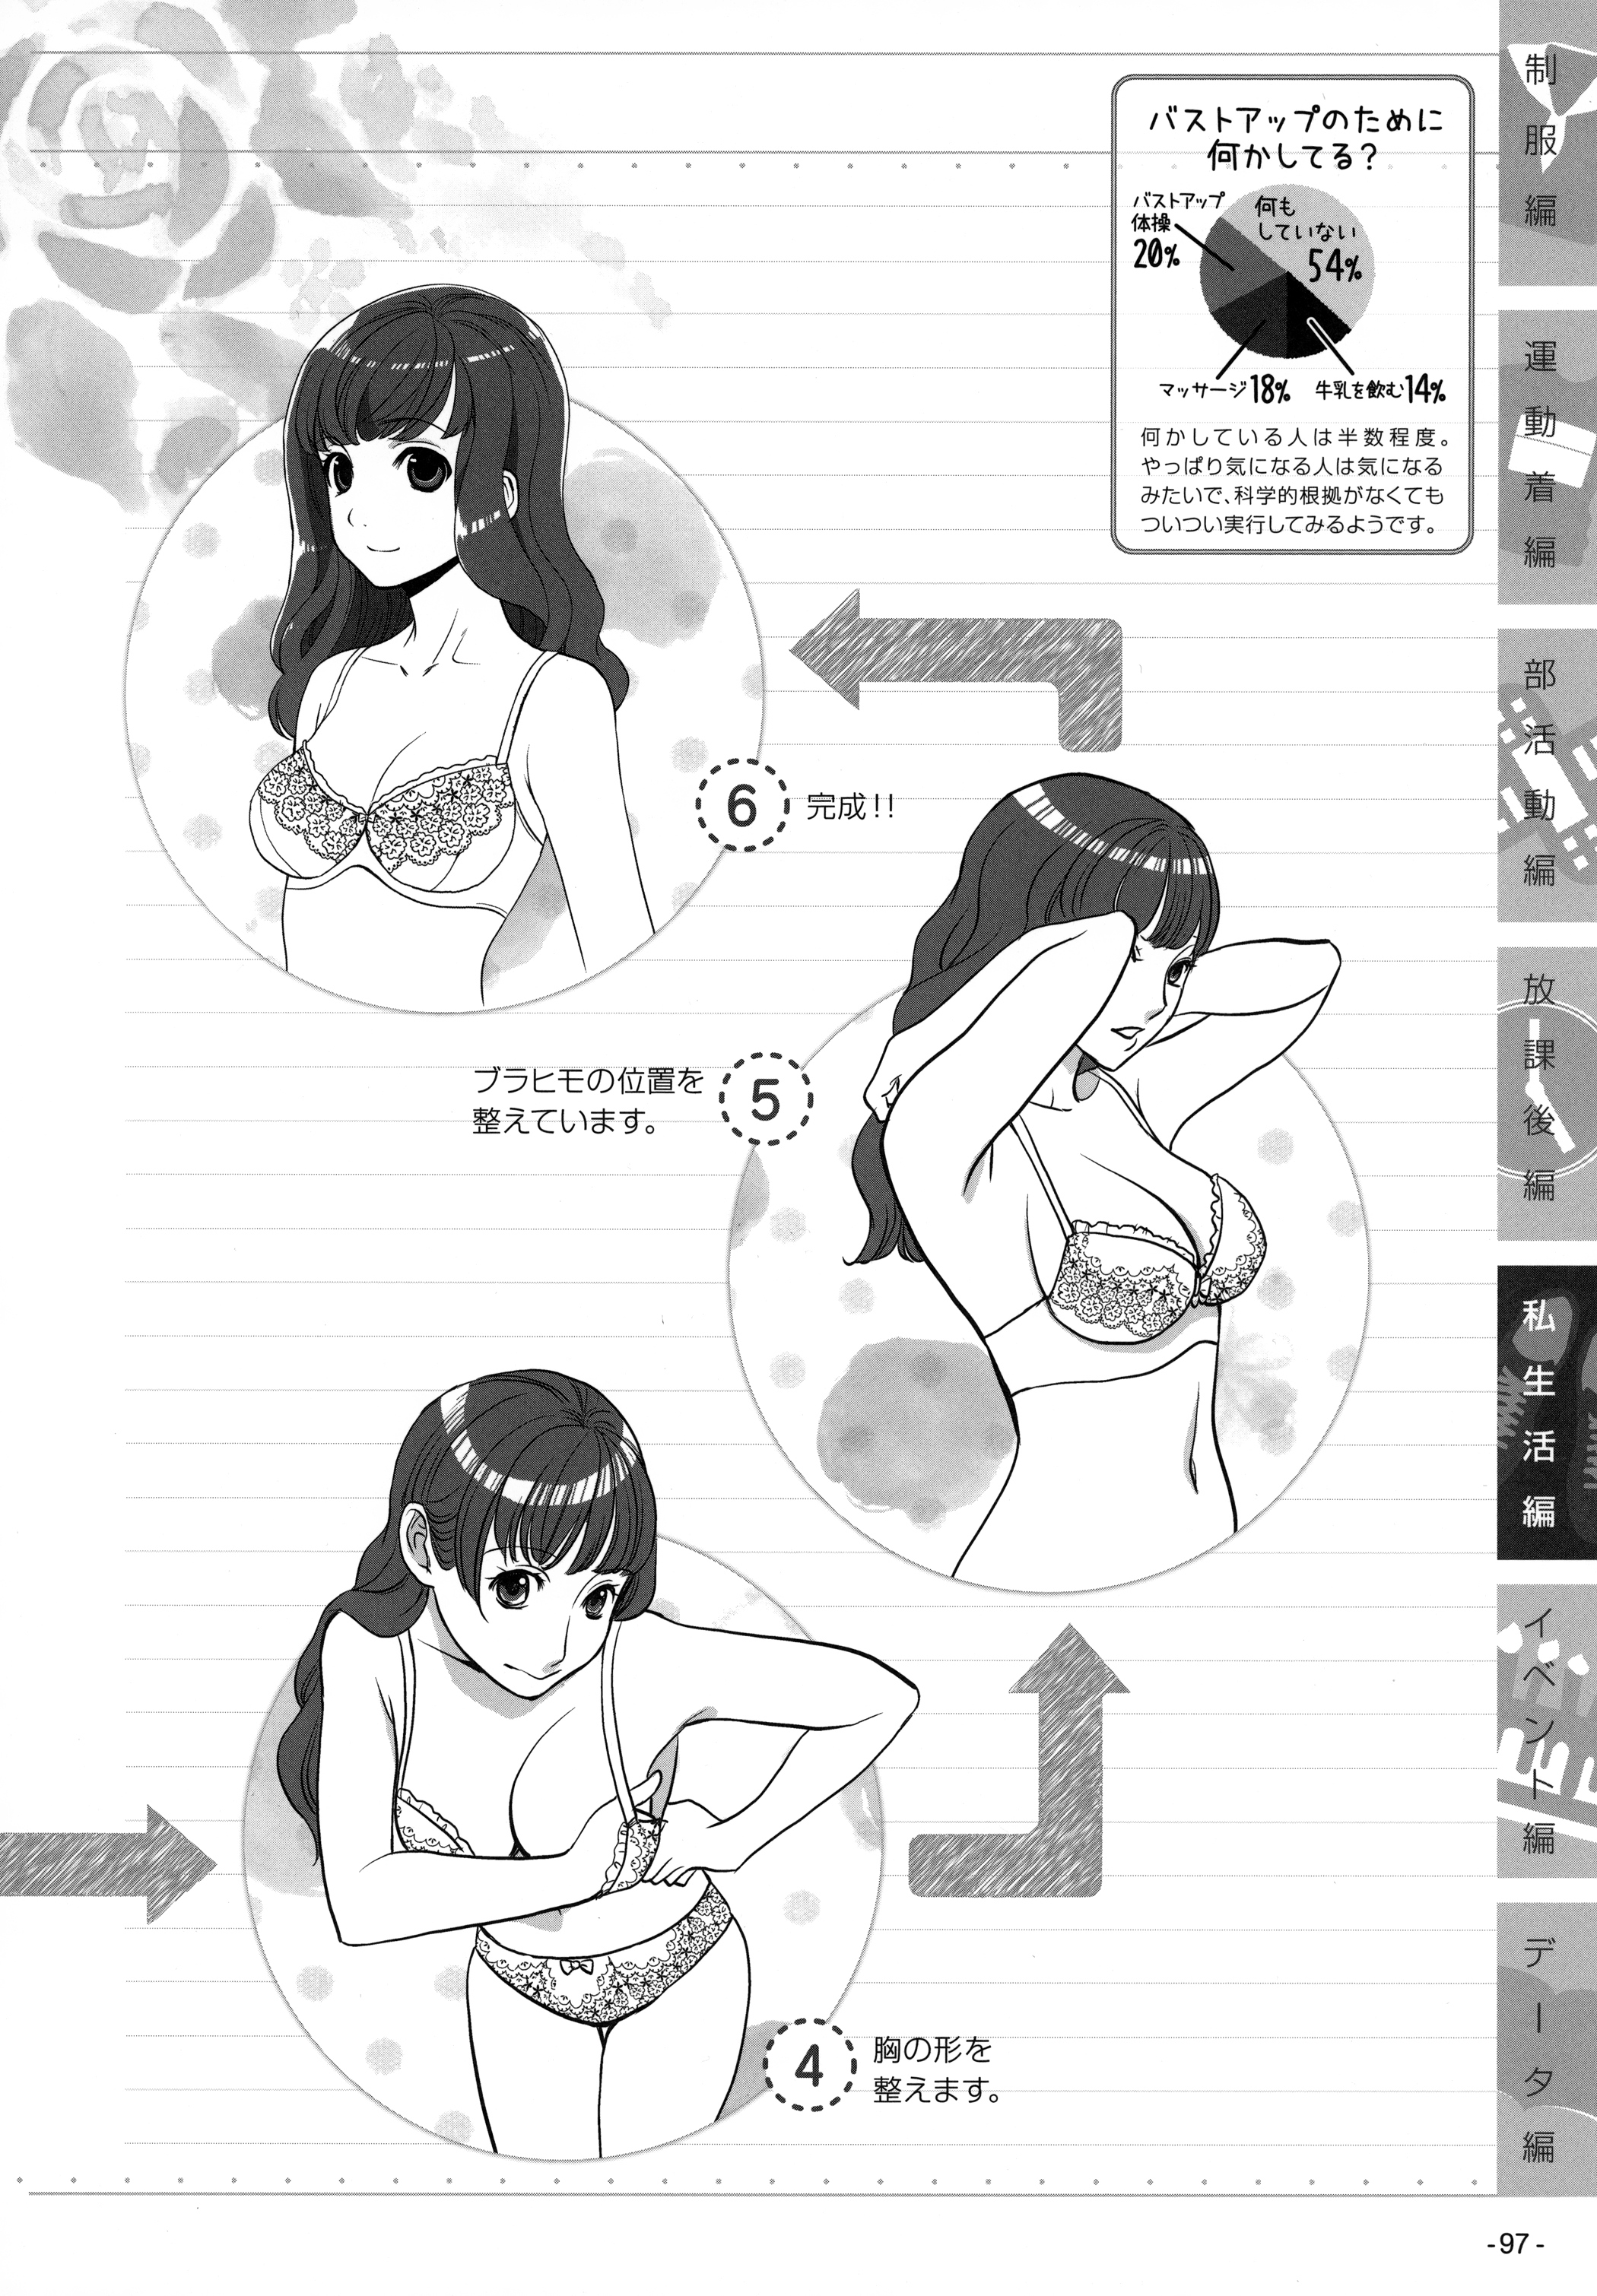 バストアップのために
何かしてる？
バストアップ
体操
20%
何も
していない
54%
マッサージ18%
牛乳を飲む14%
何かしている人は半数程度。
やっぱり気になる人は気になる
みたいで、科学的根拠がなくても
ついつい実行してみるようです。
6 完成!!
ブラヒモの位置を
整えています。
5
4
胸の形を
整えます。
制服編
運動着編
部活動編
放課後編
私生活編
イベント編
データ編
-97-